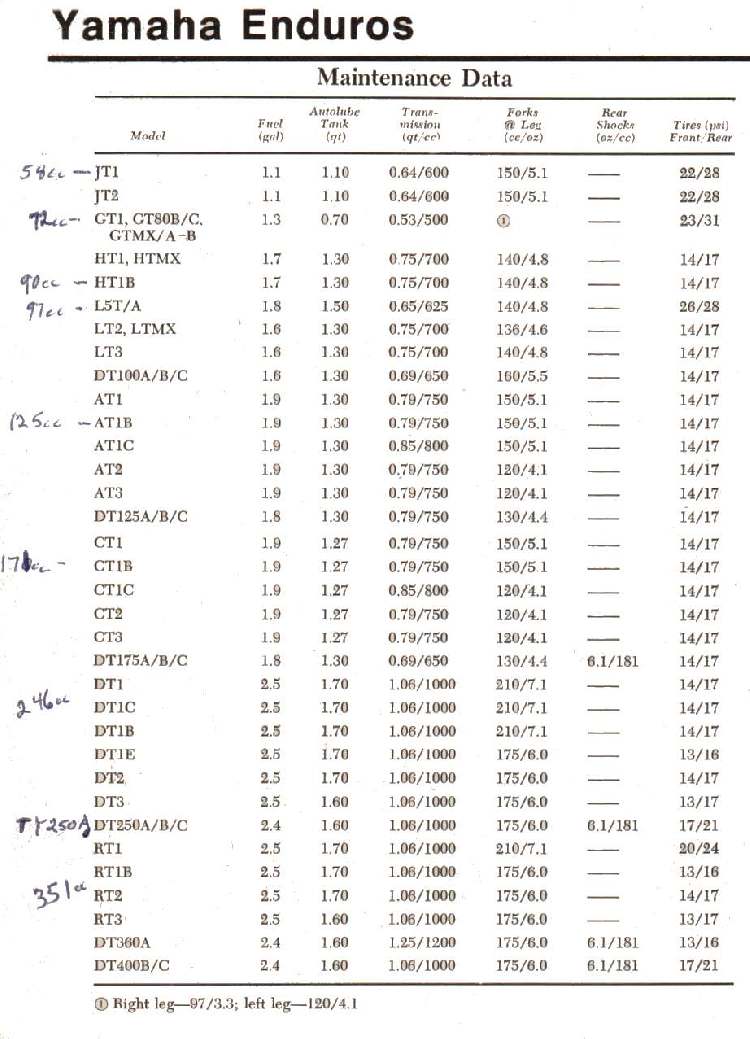 Yamaha Enduros
Maintenance Data
Model Fuel (gal) Autolube Tank (qt) Trans-mission (qt/cc) Forks @ Leg (cc/oz) Rear Shocks (oz/cc) Tires (psi) Front/Rear
58cc — JT1 1.1 1.10 0.64/600 150/5.1 — 22/28
JT2 1.1 1.10 0.64/600 150/5.1 — 22/28
72cc - GT1, GT80B/C, 1.3 0.70 0.53/500 ① — 23/31
GTMX/A-B
HT1, HTMX 1.7 1.30 0.75/700 140/4.8 — 14/17
90cc - HT1B 1.7 1.30 0.75/700 140/4.8 — 14/17
97cc - L5T/A 1.8 1.50 0.65/625 140/4.8 — 26/28
LT2, LTMX 1.6 1.30 0.75/700 136/4.6 — 14/17
LT3 1.6 1.30 0.75/700 140/4.8 — 14/17
DT100A/B/C 1.6 1.30 0.69/650 160/5.5 — 14/17
AT1 1.9 1.30 0.79/750 150/5.1 — 14/17
125cc - AT1B 1.9 1.30 0.79/750 150/5.1 — 14/17
AT1C 1.9 1.30 0.85/800 150/5.1 — 14/17
AT2 1.9 1.30 0.79/750 120/4.1 — 14/17
AT3 1.9 1.30 0.79/750 120/4.1 — 14/17
DT125A/B/C 1.8 1.30 0.79/750 130/4.4 — 14/17
CT1 1.9 1.27 0.79/750 150/5.1 — 14/17
CT1B 1.9 1.27 0.79/750 150/5.1 — 14/17
CT1C 1.9 1.27 0.85/800 120/4.1 — 14/17
CT2 1.9 1.27 0.79/750 120/4.1 — 14/17
CT3 1.9 1.27 0.79/750 120/4.1 — 14/17
DT175A/B/C 1.8 1.30 0.69/650 130/4.4 6.1/181 14/17
DT1 2.5 1.70 1.06/1000 210/7.1 — 14/17
246cc DT1C 2.5 1.70 1.06/1000 210/7.1 — 14/17
DT1B 2.5 1.70 1.06/1000 210/7.1 — 14/17
DT1E 2.5 1.70 1.06/1000 175/6.0 — 13/16
DT2 2.5 1.70 1.06/1000 175/6.0 — 14/17
DT3 2.5 1.60 1.06/1000 175/6.0 — 13/17
TY250A DT250A/B/C 2.4 1.60 1.06/1000 175/6.0 6.1/181 17/21
RT1 2.5 1.70 1.06/1000 210/7.1 — 20/24
RT1B 2.5 1.70 1.06/1000 175/6.0 — 13/16
351cc RT2 2.5 1.70 1.06/1000 175/6.0 — 14/17
RT3 2.5 1.60 1.06/1000 175/6.0 — 13/17
DT360A 2.4 1.60 1.25/1200 175/6.0 6.1/181 13/16
DT400B/C 2.4 1.60 1.06/1000 175/6.0 6.1/181 17/21
① Right leg—97/3.3; left leg—120/4.1